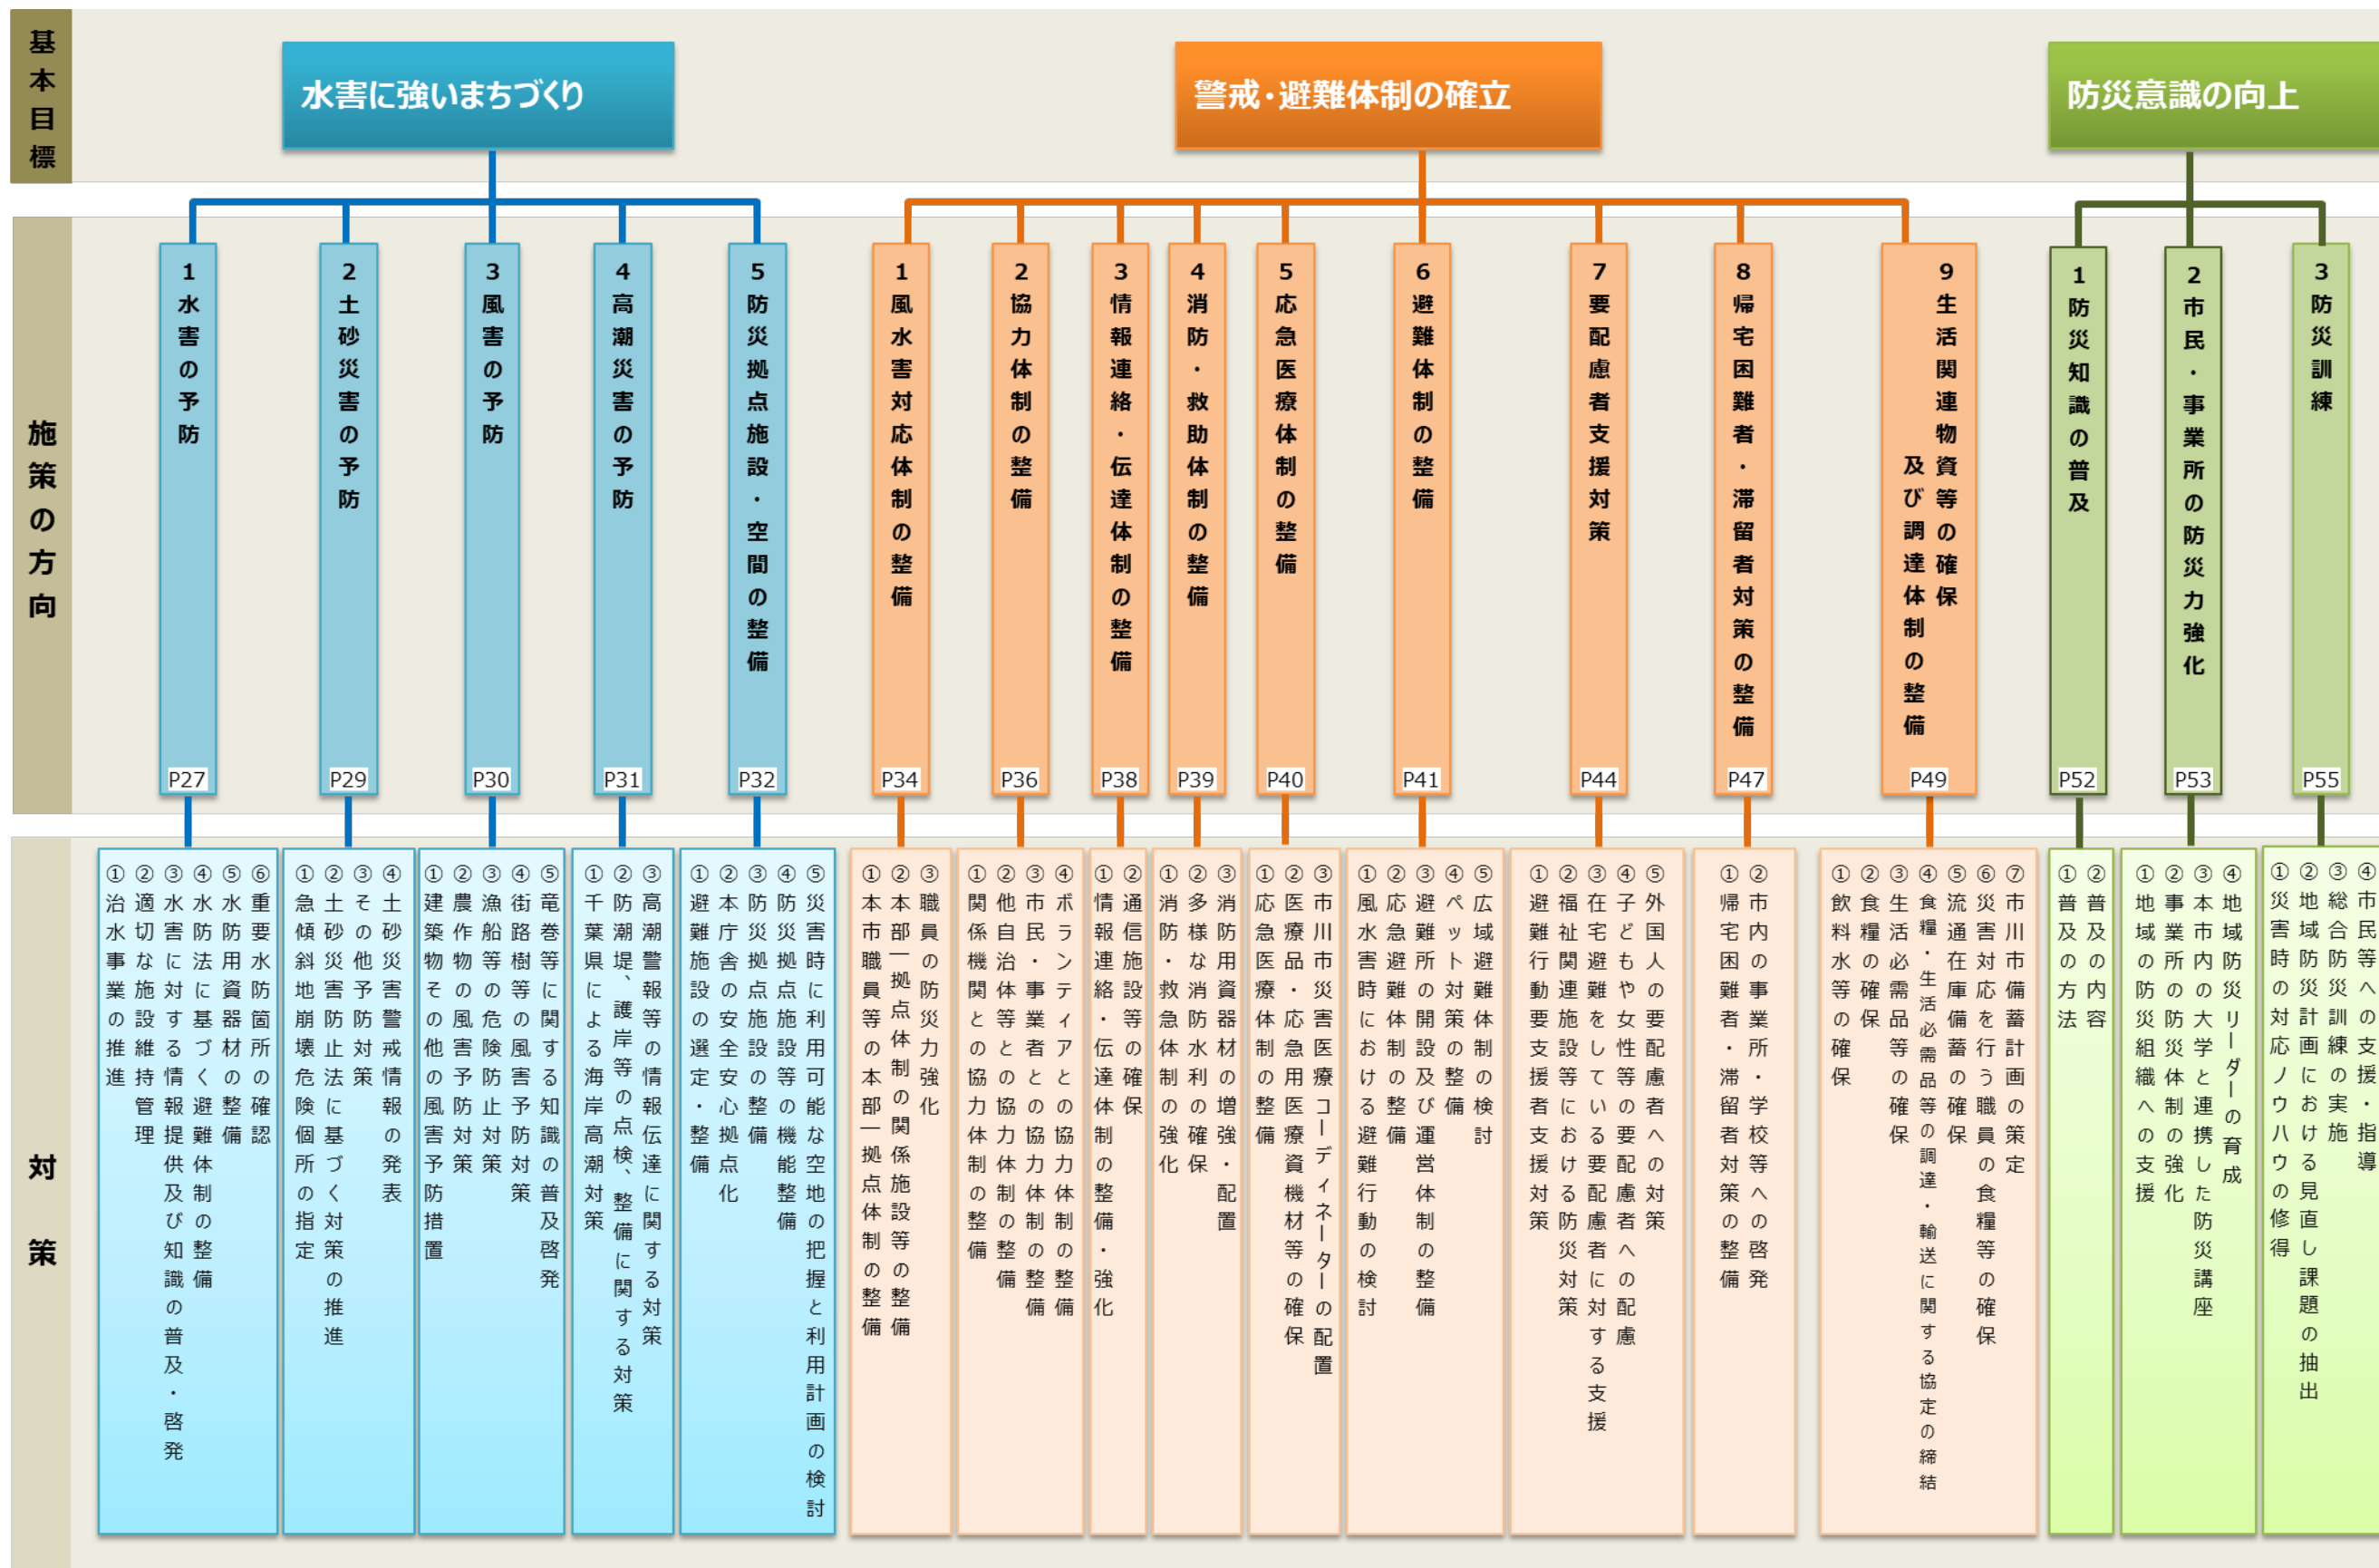 基本目標
水害に強いまちづくり
警戒・避難体制の確立
防災意識の向上
施策の方向
1水害の予防
P27
2土砂災害の予防
P29
3風害の予防
P30
4高潮災害の予防
P31
5防災拠点施設・空間の整備
P32
1風水害対応体制の整備
P34
2協力体制の整備
P36
3情報連絡・伝達体制の整備
P38
4消防・救助体制の整備
P39
5応急医療体制の整備
P40
6避難体制の整備
P41
7要配慮者支援対策
P44
8帰宅困難者・滞留者対策の整備
P47
9生活関連物資等の確保
及び調達体制の整備
P49
1防災知識の普及
P52
2市民・事業所の防災力強化
P53
3防災訓練
P55
対策
①治水事業の推進
②適切な施設維持管理
③水害に対する情報提供及び知識の普及・啓発
④水防法に基づく避難体制の整備
⑤水防用資器材の整備
⑥重要水防箇所の確認
①急傾斜地崩壊危険個所の指定
②土砂災害防止法に基づく対策の推進
③その他予防対策
④土砂災害警戒情報の発表
①建築物その他の風害予防措置
②農作物の風害予防対策
③漁船等の危険防止対策
④街路樹等の風害予防対策
⑤竜巻等に関する知識の普及啓発
①千葉県による海岸高潮対策
②防潮堤、護岸等の点検、整備に関する対策
③高潮警報等の情報伝達に関する対策
①避難施設の選定・整備
②本庁舎の安全安心拠点化
③防災拠点施設の整備
④防災拠点施設等の機能整備
⑤災害時に利用可能な空地の把握と利用計画の検討
①本市職員等の本部―拠点体制の整備
②本部―拠点体制の関係施設等の整備
③職員の防災力強化
①関係機関との協力体制の整備
②他自治体等との協力体制の整備
③市民・事業者との協力体制の整備
④ボランティアとの協力体制の整備
①情報連絡・伝達体制の整備・強化
②通信施設等の確保
①消防・救急体制の強化
②多様な消防水利の確保
③消防用資器材の増強・配置
①応急医療体制の整備
②医療品・応急用医療資機材等の確保
③市川市災害医療コーディネーターの配置
①風水害時における避難行動の検討
②応急避難体制の整備
③避難所の開設及び運営体制の整備
④ペット対策の整備
⑤広域避難体制の検討
①避難行動要支援者支援対策
②福祉関連施設等における防災対策
③在宅避難をしている要配慮者に対する支援
④子どもや女性等の要配慮者への配慮
⑤外国人の要配慮者への対策
①帰宅困難者・滞留者対策の整備
②市内の事業所・学校等への啓発
①飲料水等の確保
②食糧の確保
③生活必需品等の確保
④食糧・生活必需品等の調達・輸送に関する協定の締結
⑤流通在庫備蓄の確保
⑥災害対応を行う職員の食糧等の確保
⑦市川市備蓄計画の策定
①普及の方法
②普及の内容
①地域の防災組織への支援
②事業所の防災体制の強化
③本市内の大学と連携した防災講座
④地域防災リーダーの育成
①災害時の対応ノウハウの修得
②地域防災計画における見直し課題の抽出
③総合防災訓練の実施
④市民等への支援・指導